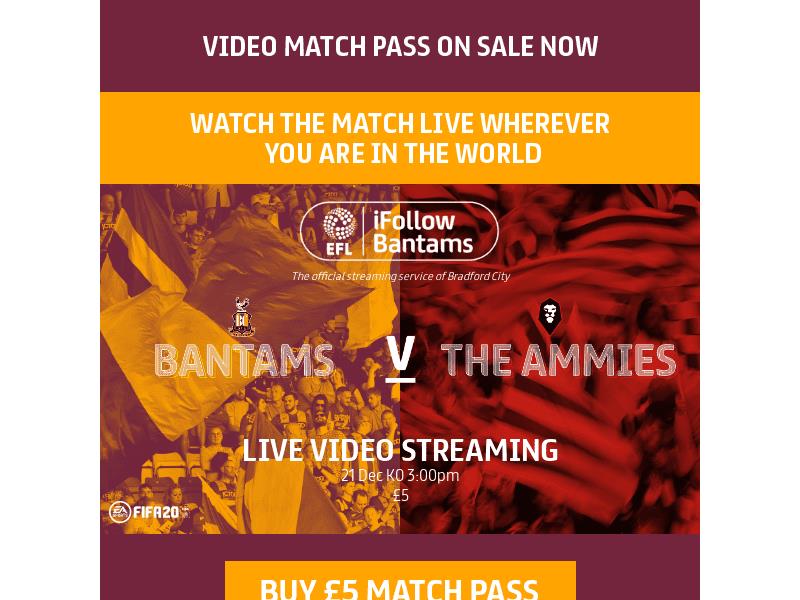 VIDEO MATCH PASS ON SALE NOW
WATCH THE MATCH LIVE WHEREVER
YOU ARE IN THE WORLD
EFL
iFollow
Bantams
The official streaming service of Bradford City
BANTAMS V THE AMMIES
LIVE VIDEO STREAMING
21 Dec KO 3:00pm
£5
EA SPORTS FIFA20
BUY £5 MATCH PASS